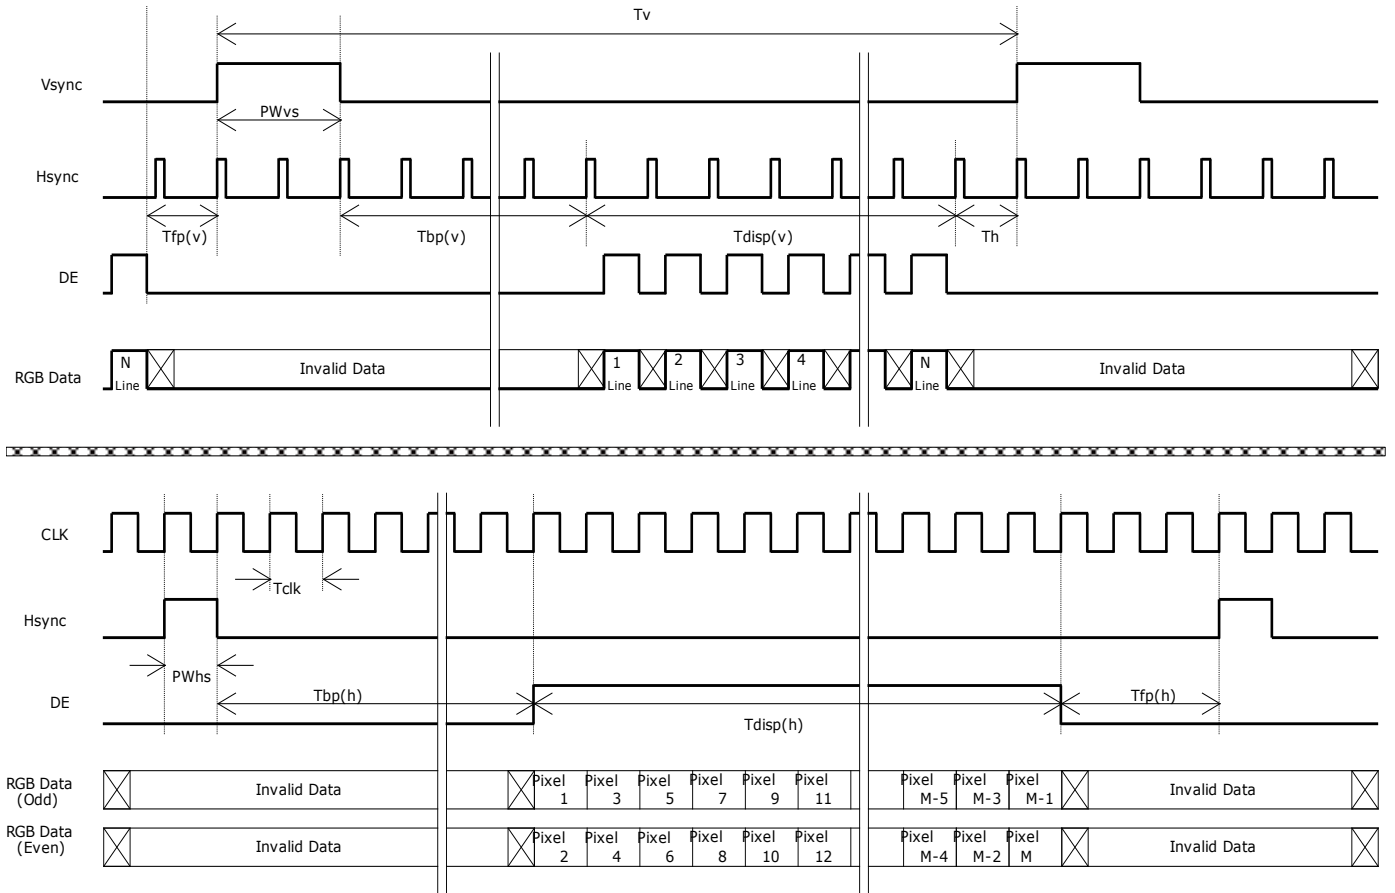 Tv
Vsync
PWvs
Hsync
Tfp(v)
Tbp(v)
Tdisp(v)
Th
DE
RGB Data
N
Line
Invalid Data
1
Line
2
Line
3
Line
4
Line
N
Line
Invalid Data
CLK
Tclk
Hsync
PWhs
DE
Tbp(h)
Tdisp(h)
Tfp(h)
RGB Data
(Odd)
Invalid Data
Pixel
1
Pixel
3
Pixel
5
Pixel
7
Pixel
9
Pixel
11
Pixel
M-5
Pixel
M-3
Pixel
M-1
Invalid Data
RGB Data
(Even)
Invalid Data
Pixel
2
Pixel
4
Pixel
6
Pixel
8
Pixel
10
Pixel
12
Pixel
M-4
Pixel
M-2
Pixel
M
Invalid Data